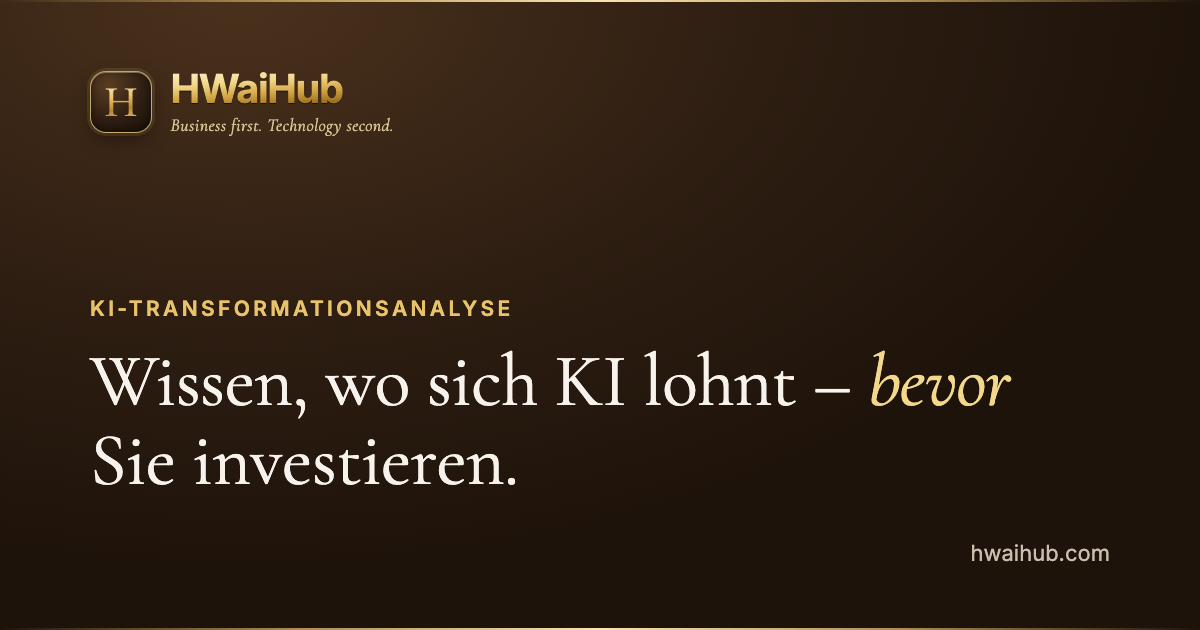 H
HWaiHub
Business first. Technology second.
KI-TRANSFORMATIONSANALYSE
Wissen, wo sich KI lohnt – bevor
Sie investieren.
hwaihub.com